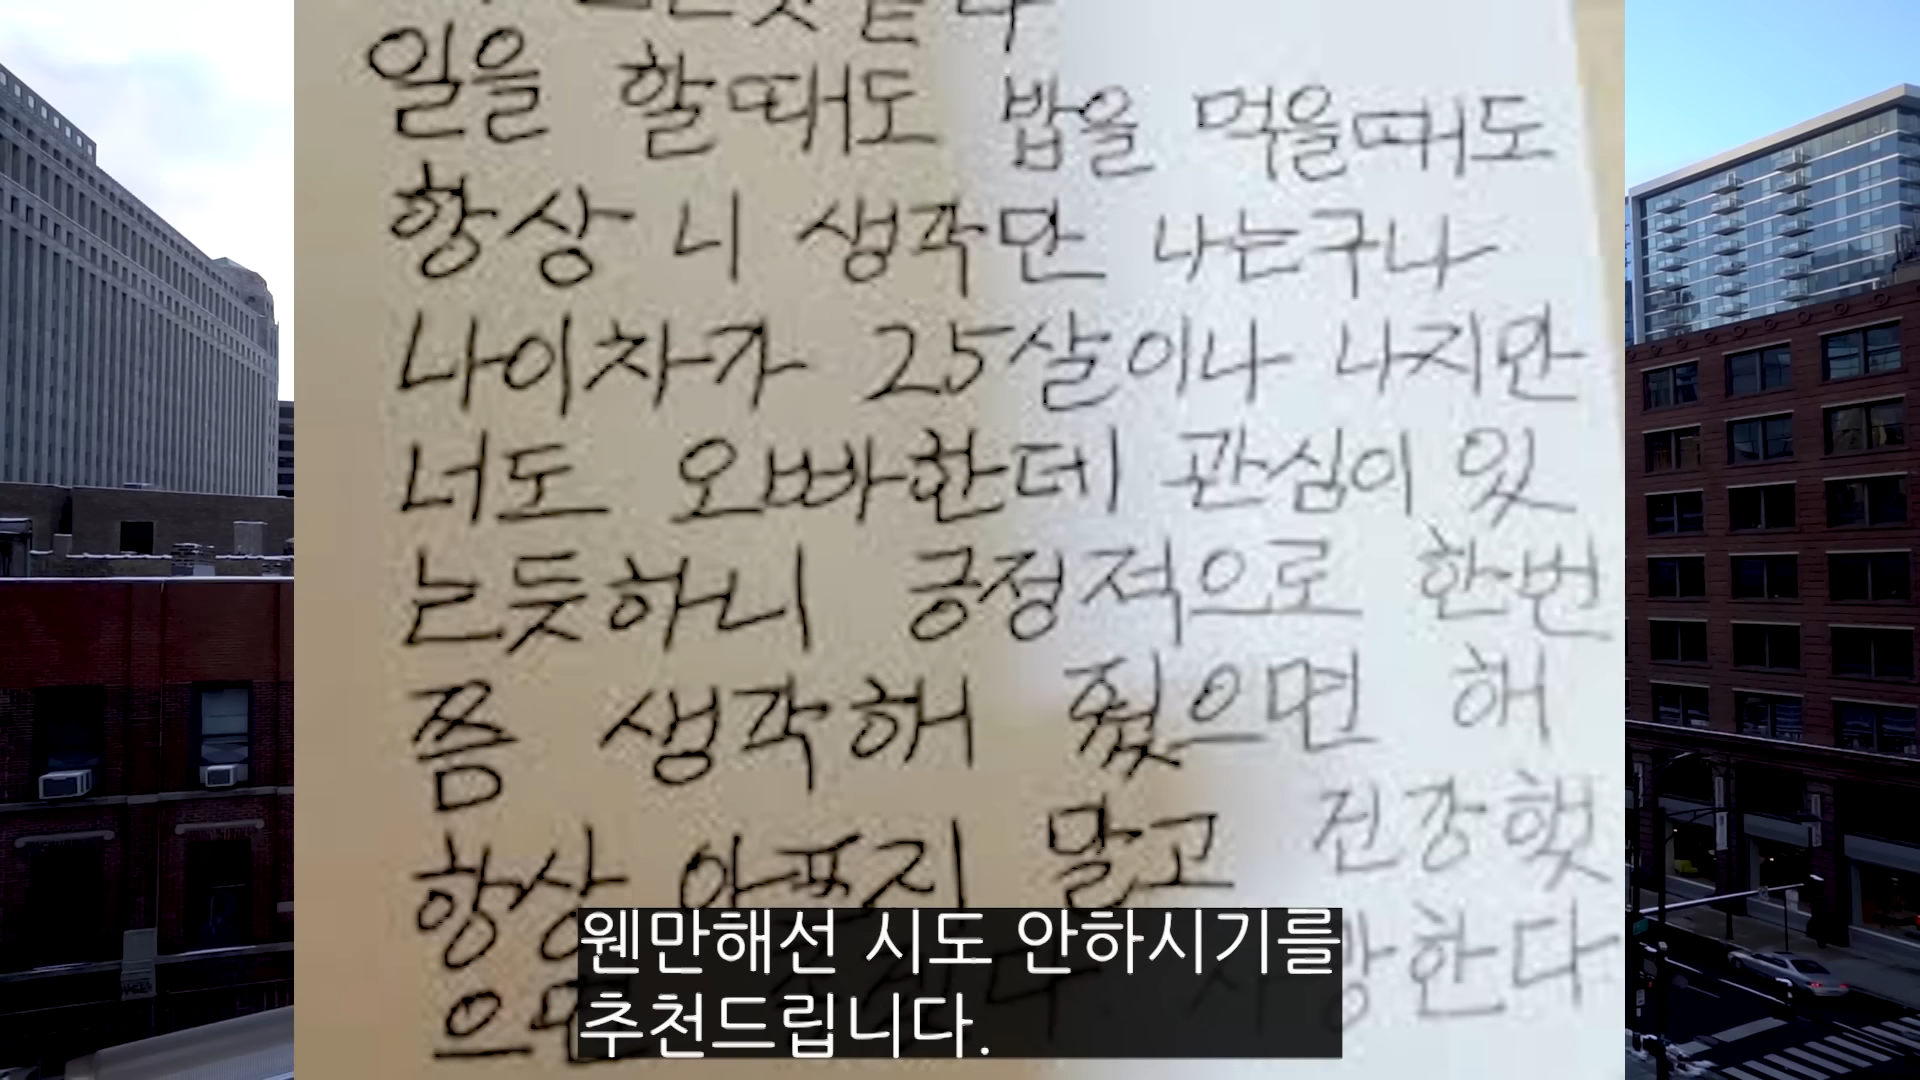 일을 할때도 밥을 먹을때도
항상 니 생각만 나는구나
나이차가 25살이나 나지만
너도 오빠한데 관심이 있
는듯하니 긍정적으로 한번
쯤 생각해 줬으면 해
항상 아프지 말고 건강했
으면 사랑한다
웬만해선 시도 안하시기를
추천드립니다.